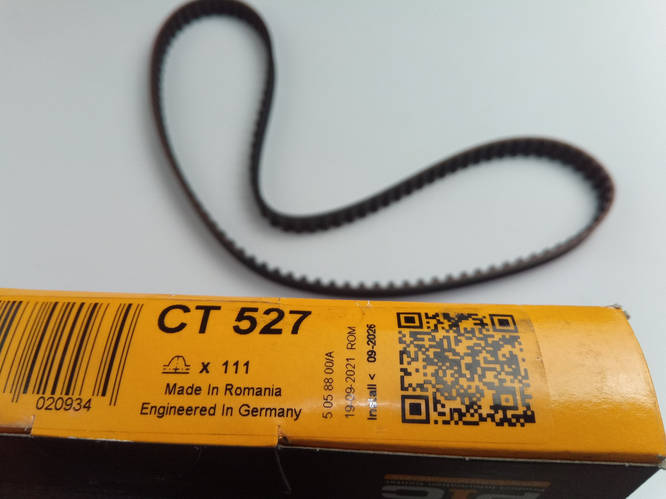 CT 527
x 111
Made In Romania
Engineered In Germany
020934
5 05 88 00/A
19-09-2021 ROM
Install < 09-2026